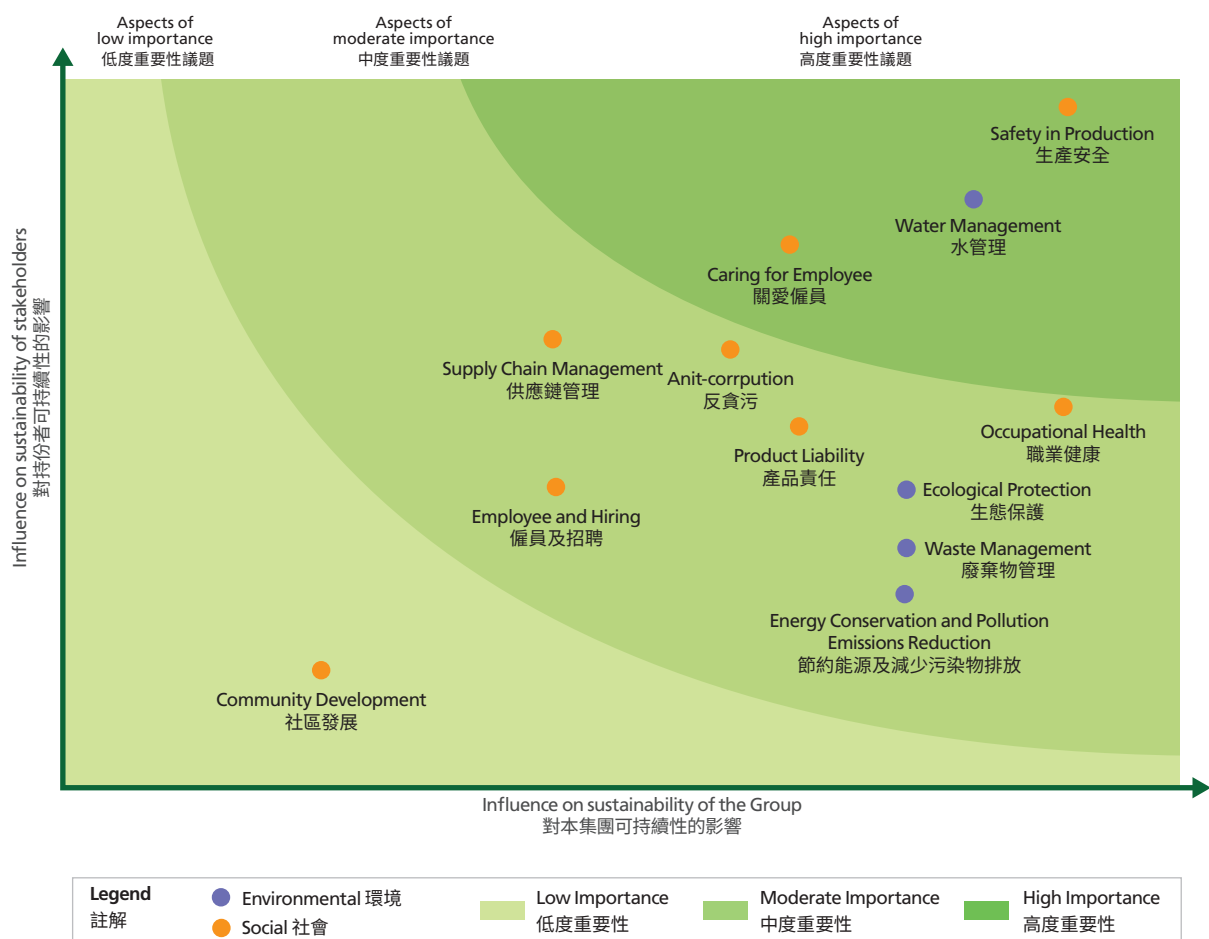 Aspects of
low importance
低度重要性議題
Aspects of
moderate importance
中度重要性議題
Aspects of
high importance
高度重要性議題
Influence on sustainability of stakeholders
對持份者可持續性的影響
Safety in Production
生產安全
Water Management
水管理
Caring for Employee
關愛僱員
Supply Chain Management
供應鏈管理
Anit-corrpution
反貪污
Occupational Health
職業健康
Product Liability
產品責任
Ecological Protection
生態保護
Employee and Hiring
僱員及招聘
Waste Management
廢棄物管理
Energy Conservation and Pollution
Emissions Reduction
節約能源及減少污染物排放
Community Development
社區發展
Influence on sustainability of the Group
對本集團可持續性的影響
Legend
註解
Environmental 環境
Social 社會
Low Importance
低度重要性
Moderate Importance
中度重要性
High Importance
高度重要性